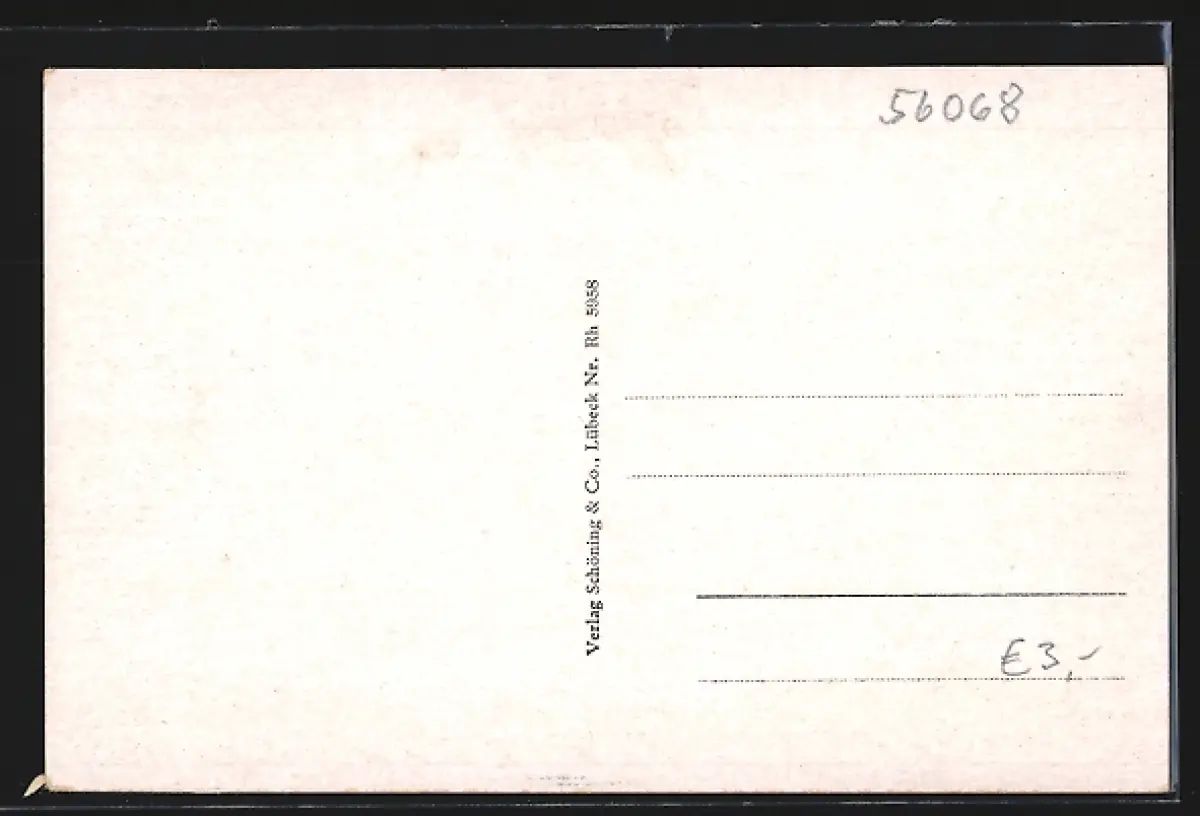 56068
Verlag Schöning & Co., Lübeck Nr. Rh 5958
€3,-